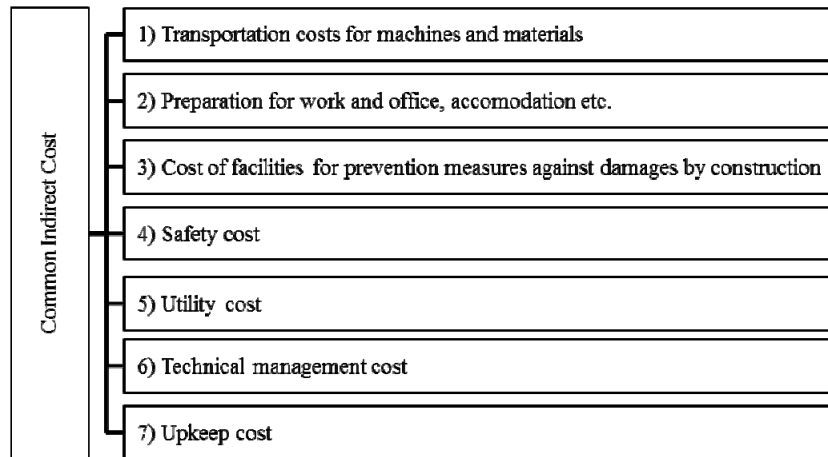 Common Indirect Cost
1) Transportation costs for machines and materials
2) Preparation for work and office, accomodation etc.
3) Cost of facilities for prevention measures against damages by construction
4) Safety cost
5) Utility cost
6) Technical management cost
7) Upkeep cost